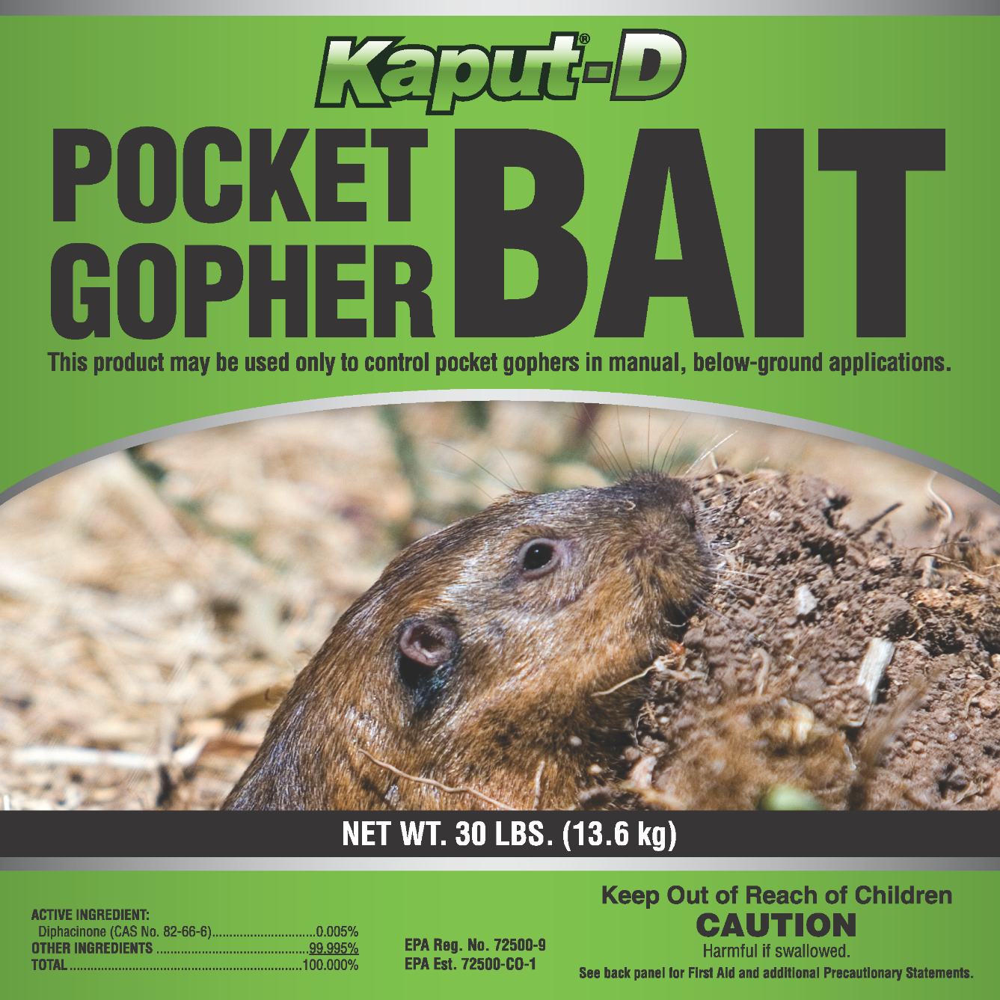 Kaput®-D
POCKET
GOPHER
BAIT
This product may be used only to control pocket gophers in manual, below-ground applications.
NET WT. 30 LBS. (13.6 kg)
ACTIVE INGREDIENT:
Diphacinone (CAS No. 82-66-6)..............................0.005%
OTHER INGREDIENTS ............................................99.995%
TOTAL...................................................................100.000%
EPA Reg. No. 72500-9
EPA Est. 72500-CO-1
Keep Out of Reach of Children
CAUTION
Harmful if swallowed.
See back panel for First Aid and additional Precautionary Statements.